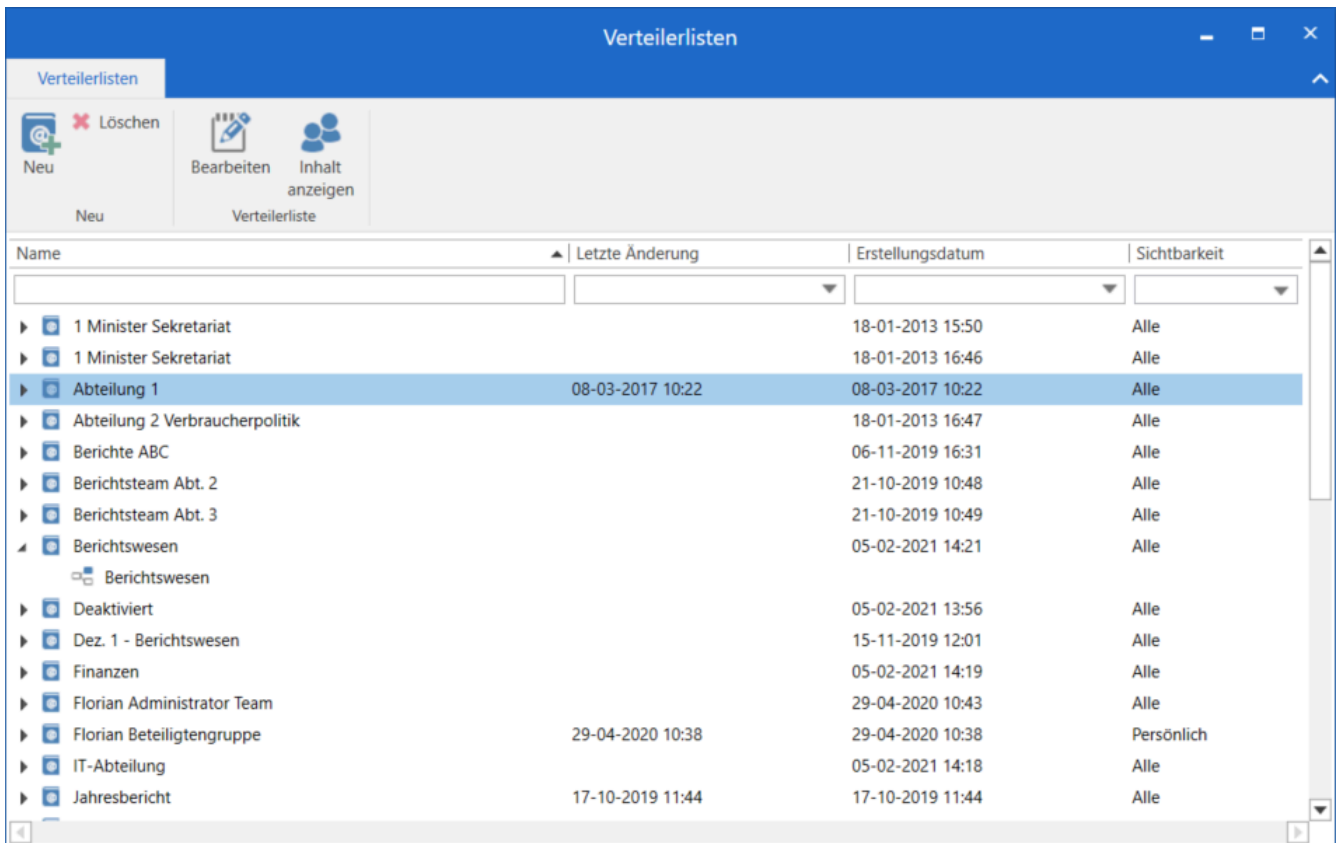 Verteilerlisten
Verteilerlisten
Löschen
Neu
Bearbeiten
Inhalt
anzeigen
Neu
Verteilerliste
Name Letzte Änderung Erstellungsdatum Sichtbarkeit
1 Minister Sekretariat 18-01-2013 15:50 Alle
1 Minister Sekretariat 18-01-2013 16:46 Alle
Abteilung 1 08-03-2017 10:22 08-03-2017 10:22 Alle
Abteilung 2 Verbraucherpolitik 18-01-2013 16:47 Alle
Berichte ABC 06-11-2019 16:31 Alle
Berichtsteam Abt. 2 21-10-2019 10:48 Alle
Berichtsteam Abt. 3 21-10-2019 10:49 Alle
Berichtswesen 05-02-2021 14:21 Alle
Berichtswesen
Deaktiviert 05-02-2021 13:56 Alle
Dez. 1 - Berichtswesen 15-11-2019 12:01 Alle
Finanzen 05-02-2021 14:19 Alle
Florian Administrator Team 29-04-2020 10:43 Alle
Florian Beteiligtengruppe 29-04-2020 10:38 29-04-2020 10:38 Persönlich
IT-Abteilung 05-02-2021 14:18 Alle
Jahresbericht 17-10-2019 11:44 17-10-2019 11:44 Alle